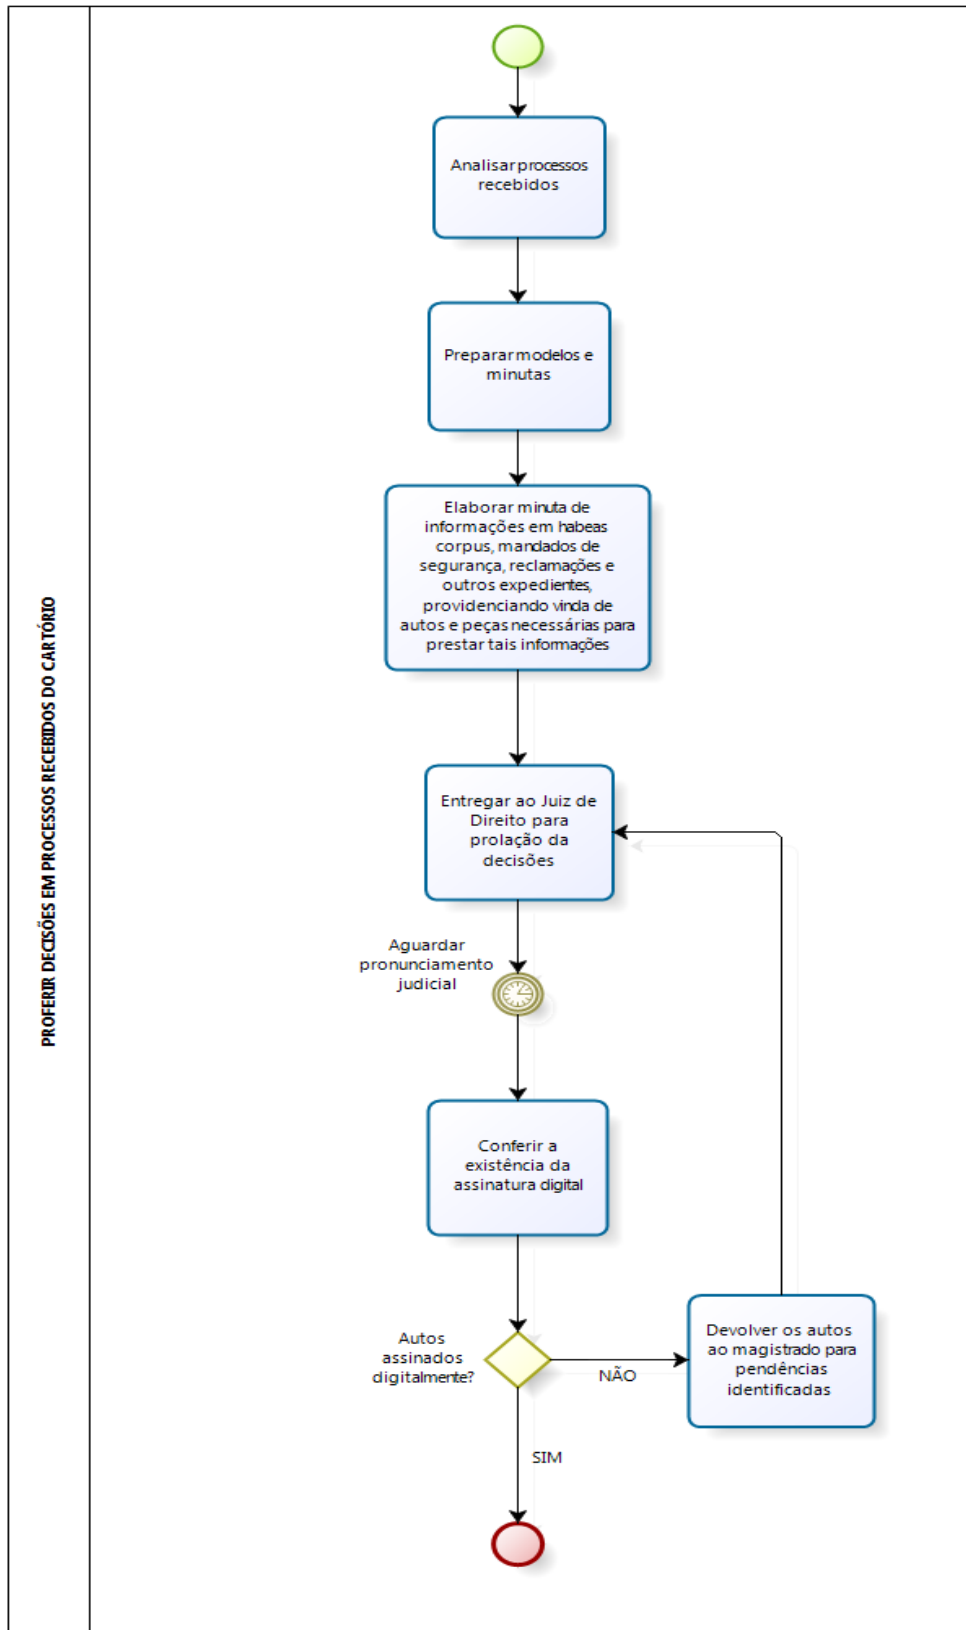 PROFERIR DECISÕES EM PROCESSOS RECEBIDOS DO CARTÓRIO
Analisar processos
recebidos
Preparar modelos e
minutas
Elaborar minuta de
informações em habeas
corpus, mandados de
segurança, reclamações e
outros expedientes,
providenciando vinda de
autos e peças necessárias para
prestar tais informações
Entregar ao Juiz de
Direito para
prolação da
decisões
Aguardar
pronunciamento
judicial
Conferir a
existência da
assinatura digital
Autos
assinados
digitalmente?
NÃO
Devolver os autos
ao magistrado para
pendências
identificadas
SIM